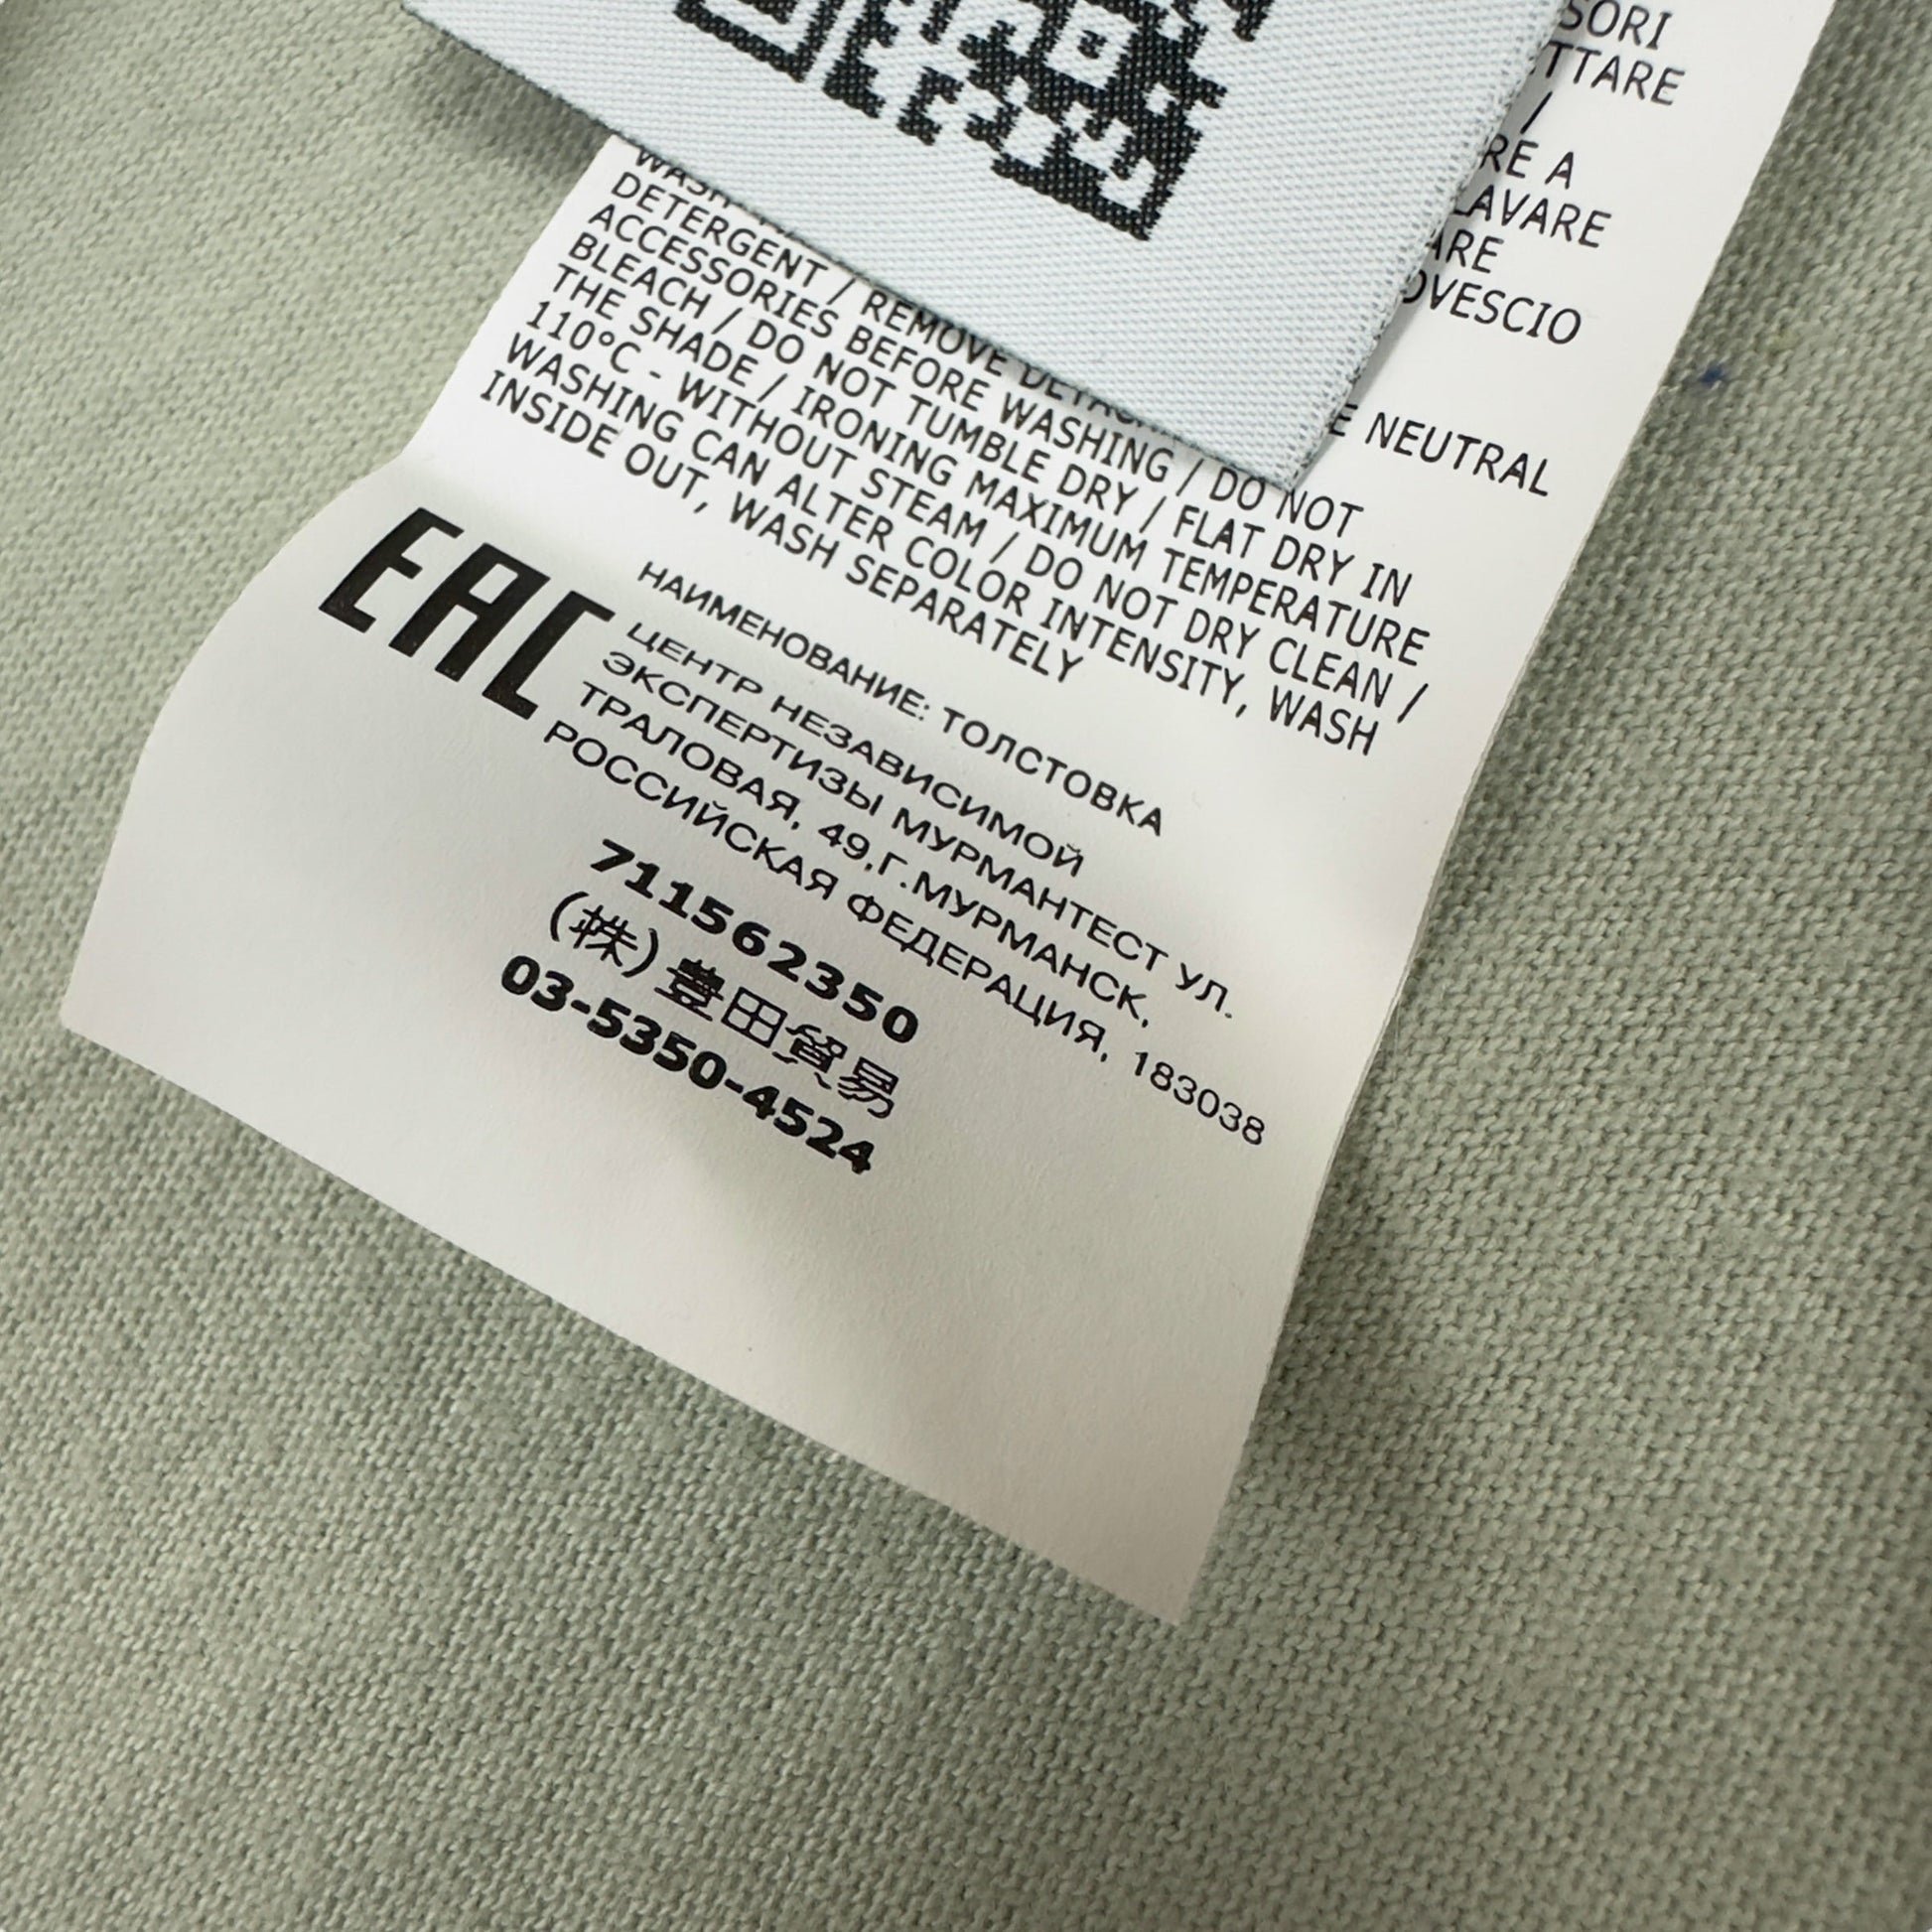 SORI
TTARE
/
RE A
LAVARE
ARE
OVESCIO
E NEUTRAL
WASH
DETERGENT / REMOVE
ACCESSORIES BEFORE WASHING / DO NOT
BLEACH / DO NOT TUMBLE DRY / FLAT DRY IN
THE SHADE / IRONING MAXIMUM TEMPERATURE
110°C - WITHOUT STEAM / DO NOT DRY CLEAN /
WASHING CAN ALTER COLOR INTENSITY, WASH
INSIDE OUT, WASH SEPARATELY
EAC
НАИМЕНОВАНИЕ: ТОЛСТОВКА
ЦЕНТР НЕЗАВИСИМОЙ
ЭКСПЕРТИЗЫ МУРМАНТЕСТ УЛ.
ТРАЛОВАЯ, 49,Г.МУРМАНСК,
РОССИЙСКАЯ ФЕДЕРАЦИЯ, 183038
711562350
(株)豊田貿易
03-5350-4524